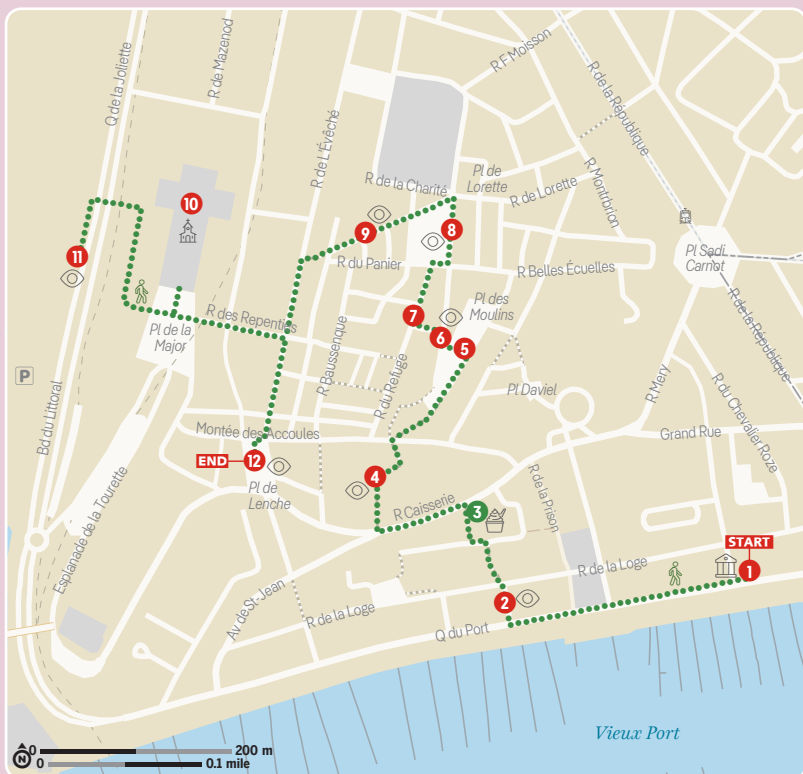 Q de la Joliette
R de Mazenod
R F Moisson
R de la République
R de L'Évêché
R de la Charité
Pl de
Lorette
R de Lorette
R Montbrion
10
11
9
8
R du Panier
R Belles Écuelles
Pl Sadi
Carnot
Pl des
Moulins
7
6
5
R des Repenties
Pl de la
Major
R Baussenque
R du Refuge
R de la République
P
Pl Daviel
R Mery
R du Chevalier Roze
Bd du Littoral
Montée des Accoules
Grand Rue
END
12
Pl de
Lenche
4
R Caisserie
3
R de la Prison
Esplanade de la Tourette
START
1
R de la Loge
2
Av de St-Jean
R de la Loge
Q du Port
Vieux Port
N
0 200 m
0 0.1 mile